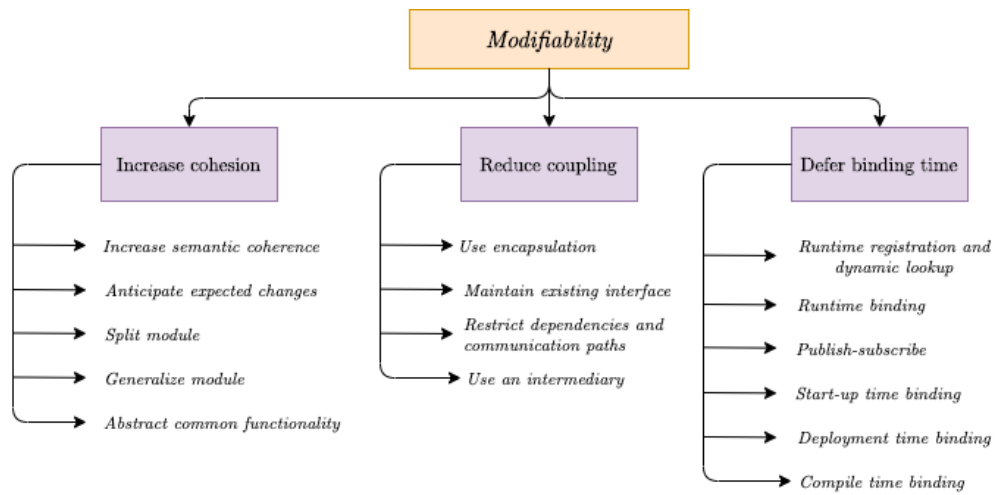 Modifiability
Increase cohesion
Increase semantic coherence
Anticipate expected changes
Split module
Generalize module
Abstract common functionality
Reduce coupling
Use encapsulation
Maintain existing interface
Restrict dependencies and
communication paths
Use an intermediary
Defer binding time
Runtime registration and
dynamic lookup
Runtime binding
Publish-subscribe
Start-up time binding
Deployment time binding
Compile time binding